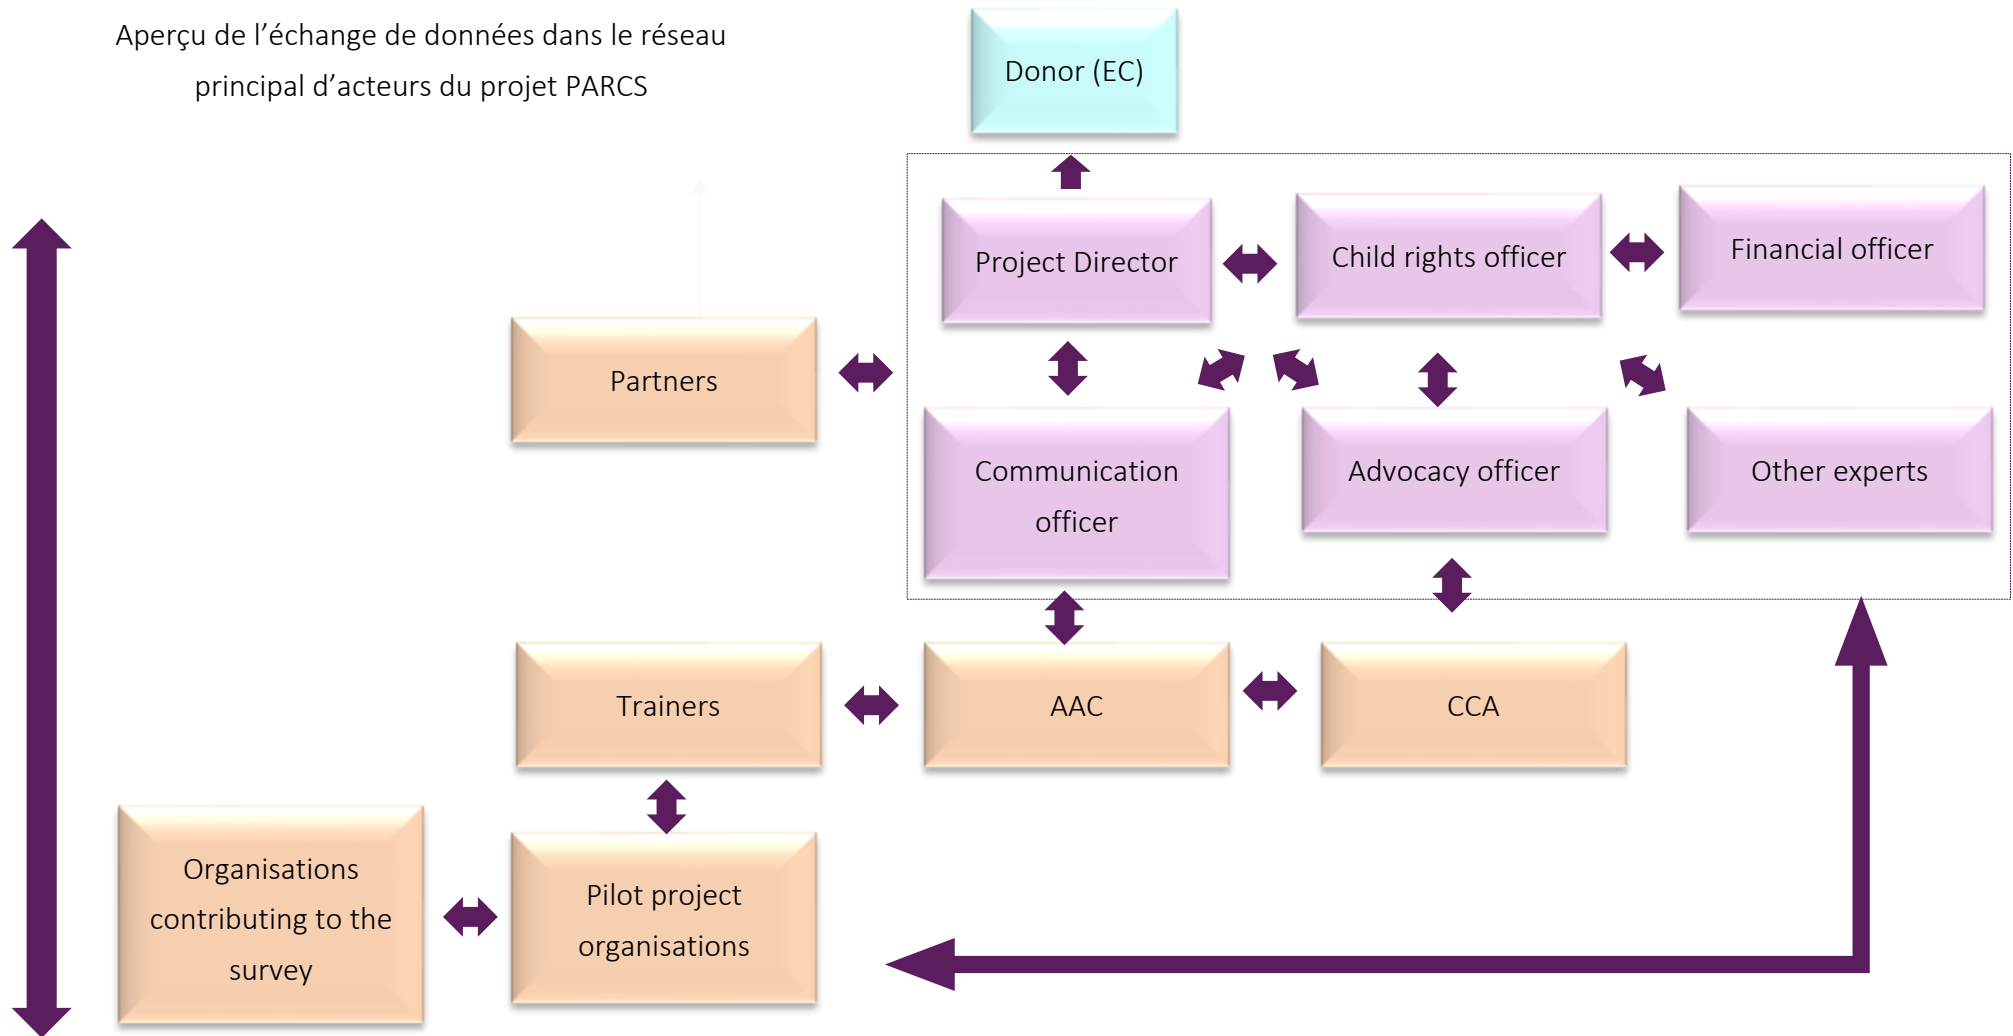 Aperçu de l’échange de données dans le réseau
principal d’acteurs du projet PARCS
Donor (EC)
Project Director
Child rights officer
Financial officer
Partners
Communication
officer
Advocacy officer
Other experts
Trainers
AAC
CCA
Organisations
contributing to the
survey
Pilot project
organisations